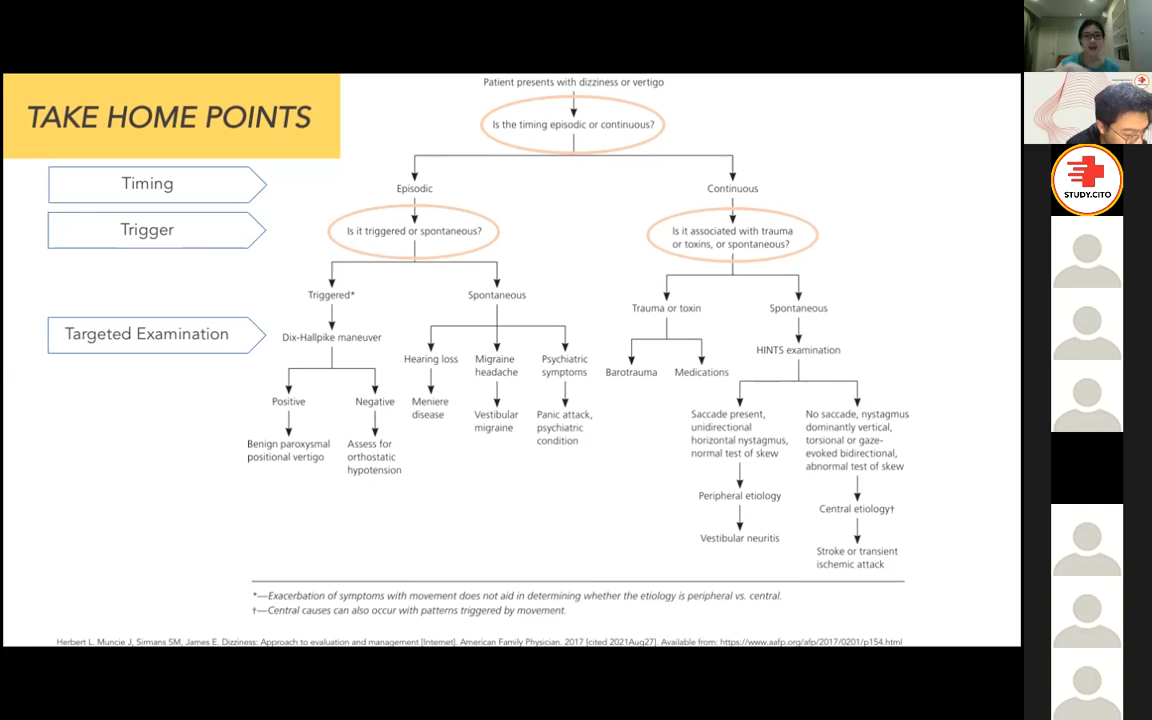 TAKE HOME POINTS
Timing
Trigger
Targeted Examination
Patient presents with dizziness or vertigo
Is the timing episodic or continuous?
Episodic
Continuous
Is it triggered or spontaneous?
Is it associated with trauma
or toxins, or spontaneous?
Triggered*
Spontaneous
Trauma or toxin
Spontaneous
Dix-Hallpike maneuver
HINTS examination
Hearing loss
Migraine
headache
Psychiatric
symptoms
Barotrauma
Medications
Positive
Negative
Meniere
disease
Vestibular
migraine
Panic attack,
psychiatric
condition
Benign paroxysmal
positional vertigo
Assess for
orthostatic
hypotension
Saccade present,
unidirectional
horizontal nystagmus,
normal test of skew
No saccade, nystagmus
dominantly vertical,
torsional or gaze-
evoked bidirectional,
abnormal test of skew
Peripheral etiology
Central etiology†
Vestibular neuritis
Stroke or transient
ischemic attack
*—Exacerbation of symptoms with movement does not aid in determining whether the etiology is peripheral vs. central.
†—Central causes can also occur with patterns triggered by movement.
Herbert L. Muncie J, Sirmans SM, James E. Dizziness: Approach to evaluation and management [Internet]. American Family Physician. 2017 [cited 2021Aug27]. Available from: https://www.aafp.org/afp/2017/0201/p154.html
STUDY.CITO